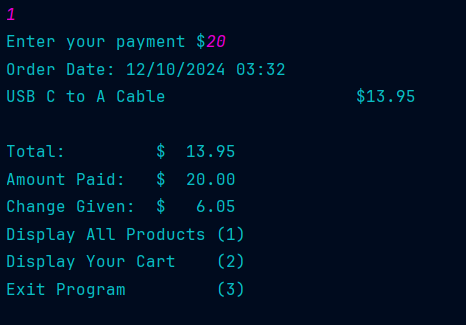 1
Enter your payment $20
Order Date: 12/10/2024 03:32
USB C to A Cable                   $13.95

Total:         $  13.95
Amount Paid:   $  20.00
Change Given:  $   6.05
Display All Products (1)
Display Your Cart    (2)
Exit Program         (3)